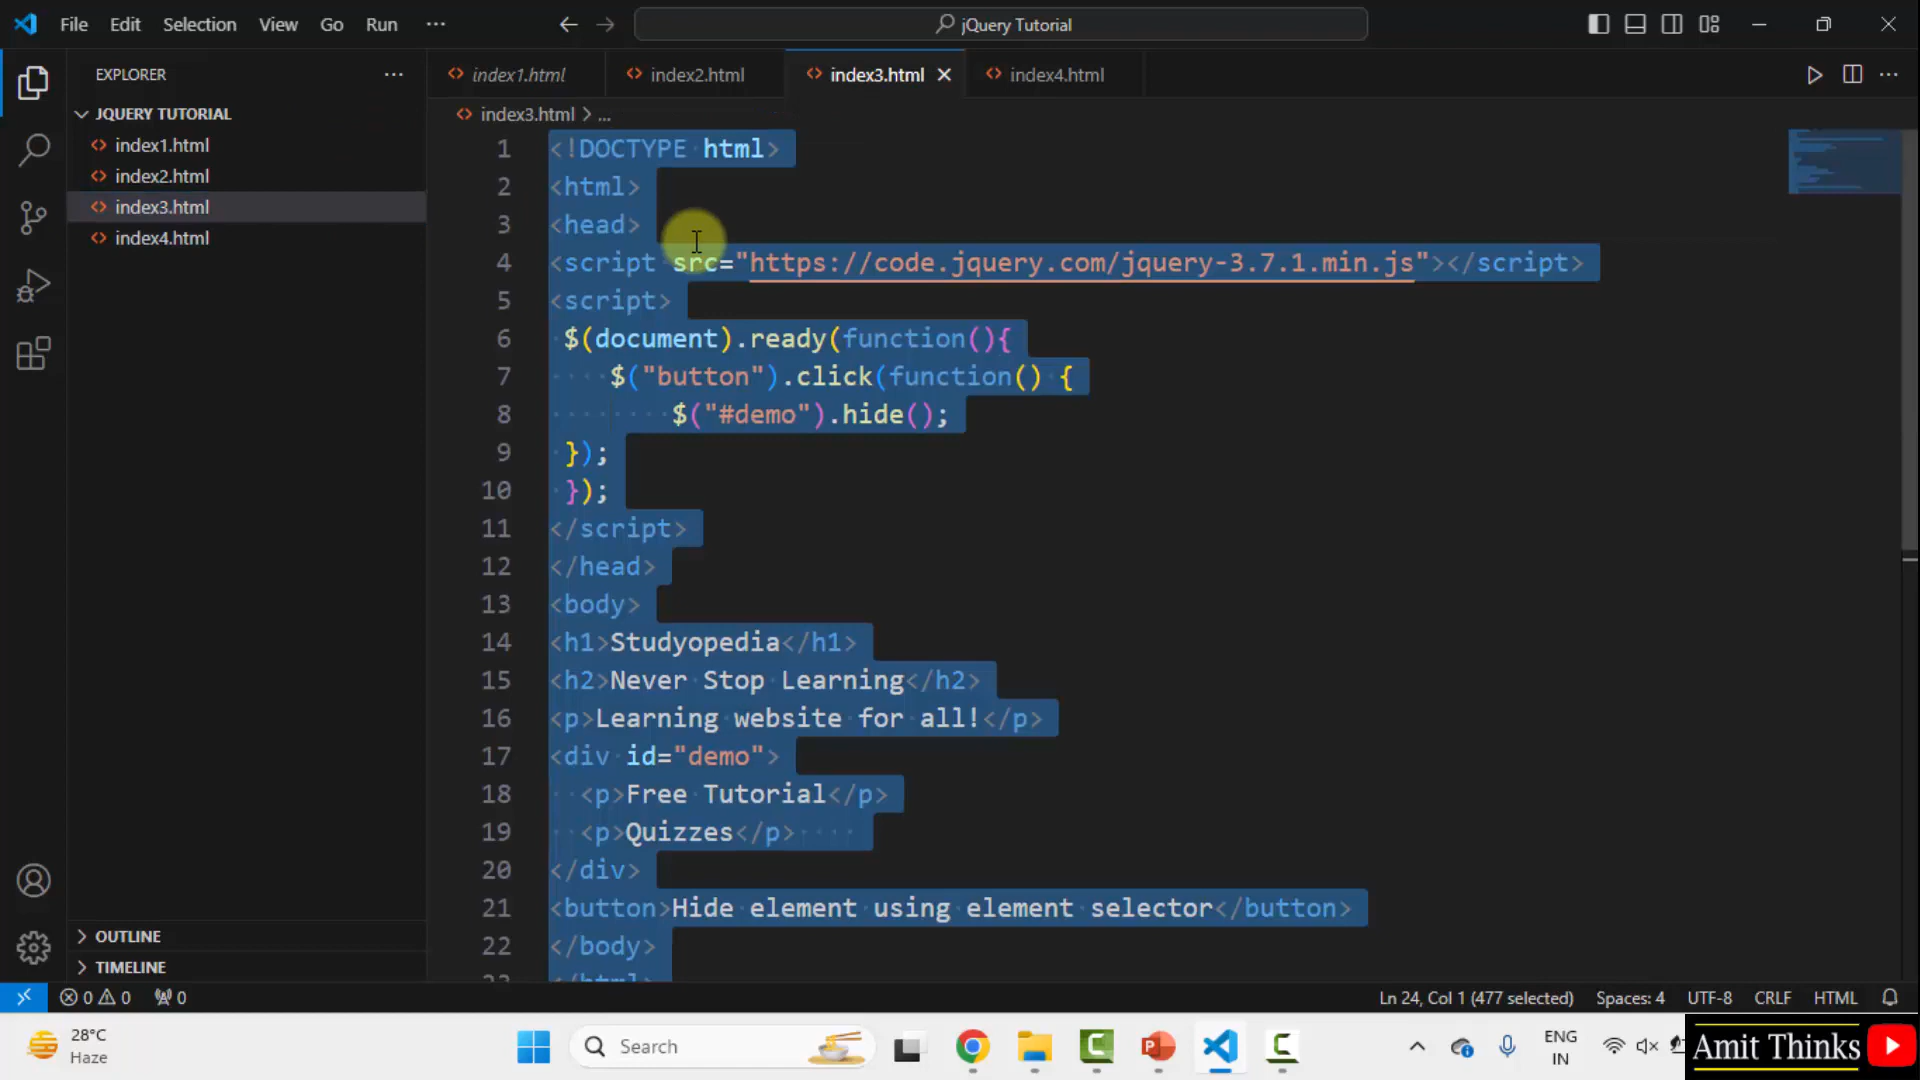 File Edit Selection View Go Run ···
jQuery Tutorial
EXPLORER ···
JQUERY TUTORIAL
index1.html
index2.html
index3.html
index4.html
OUTLINE
TIMELINE
index1.html index2.html index3.html index4.html
index3.html > ...
1 <!DOCTYPE html>
2 <html>
3 <head>
4 <script src="https://code.jquery.com/jquery-3.7.1.min.js"></script>
5 <script>
6 $(document).ready(function(){
7 $("button").click(function() {
8 $("#demo").hide();
9 });
10 });
11 </script>
12 </head>
13 <body>
14 <h1>Studyopedia</h1>
15 <h2>Never Stop Learning</h2>
16 <p>Learning website for all!</p>
17 <div id="demo">
18 <p>Free Tutorial</p>
19 <p>Quizzes</p>
20 </div>
21 <button>Hide element using element selector</button>
22 </body>
23 </html>
0 0 0 Ln 24, Col 1 (477 selected) Spaces: 4 UTF-8 CRLF HTML
28°C
Haze
Search
ENG
IN
Amit Thinks